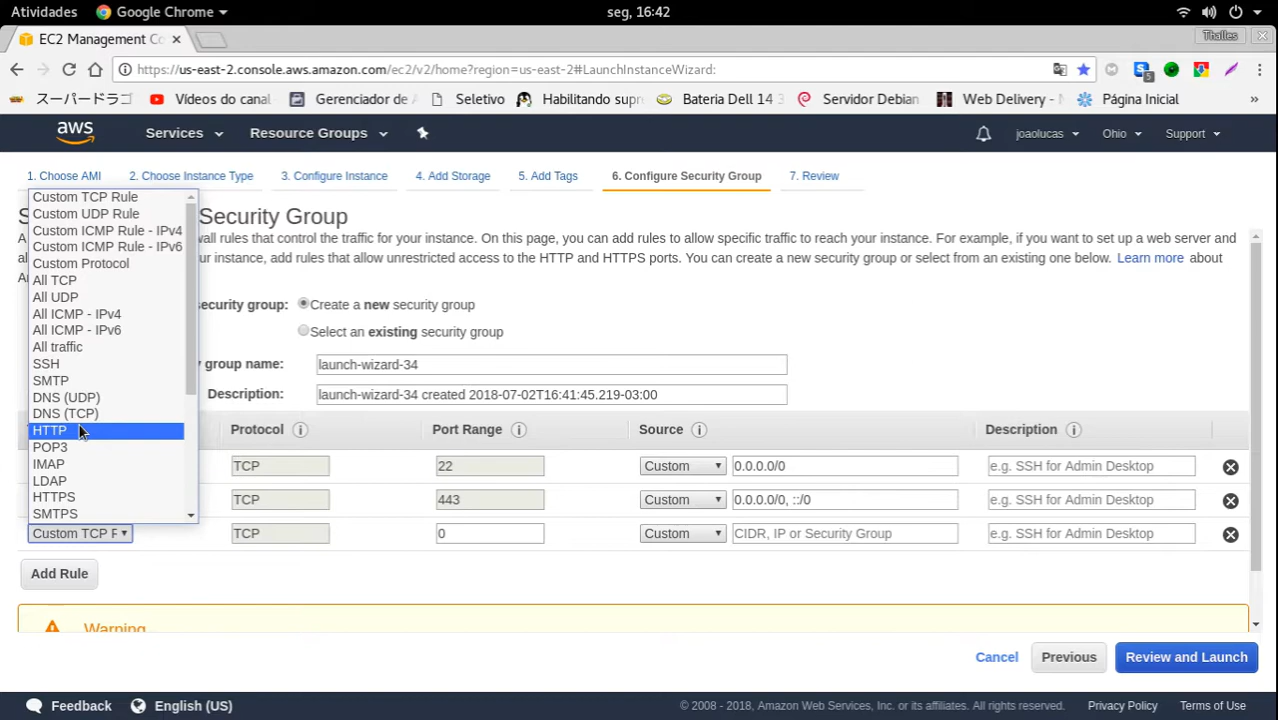 Atividades Google Chrome seg, 16:42
EC2 Management Co Thalles
https://us-east-2.console.aws.amazon.com/ec2/v2/home?region=us-east-2#LaunchInstanceWizard: 5
スーパードラゴ Vídeos do canal Gerenciador de A Seletivo Habilitando supr Bateria Dell 14 3 Servidor Debian Web Delivery - M Página Inicial
aws Services Resource Groups joaolucas Ohio Support
1. Choose AMI 2. Choose Instance Type 3. Configure Instance 4. Add Storage 5. Add Tags 6. Configure Security Group 7. Review
Custom TCP Rule
Custom UDP Rule
Custom ICMP Rule - IPv4
Custom ICMP Rule - IPv6
Custom Protocol
All TCP
All UDP
All ICMP - IPv4
All ICMP - IPv6
All traffic
SSH
SMTP
DNS (UDP)
DNS (TCP)
HTTP
POP3
IMAP
LDAP
HTTPS
SMTPS
Security Group
wall rules that control the traffic for your instance. On this page, you can add rules to allow specific traffic to reach your instance. For example, if you want to set up a web server and
al your instance, add rules that allow unrestricted access to the HTTP and HTTPS ports. You can create a new security group or select from an existing one below. Learn more about
security group: Create a new security group
Select an existing security group
y group name: launch-wizard-34
Description: launch-wizard-34 created 2018-07-02T16:41:45.219-03:00
Protocol Port Range Source Description
TCP 22 Custom 0.0.0.0/0 e.g. SSH for Admin Desktop
TCP 443 Custom 0.0.0.0/0, ::/0 e.g. SSH for Admin Desktop
Custom TCP F TCP 0 Custom CIDR, IP or Security Group e.g. SSH for Admin Desktop
Add Rule
Warning
Cancel Previous Review and Launch
Feedback English (US) © 2008 - 2018, Amazon Web Services, Inc. or its affiliates. All rights reserved. Privacy Policy Terms of Use